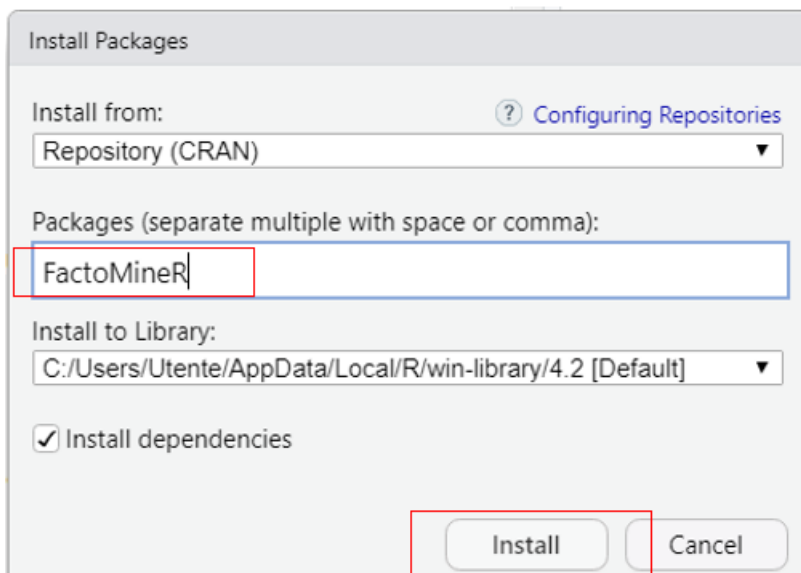 Install Packages
Install from:
? Configuring Repositories
Repository (CRAN)
Packages (separate multiple with space or comma):
FactoMineR
Install to Library:
C:/Users/Utente/AppData/Local/R/win-library/4.2 [Default]
Install dependencies
Install
Cancel